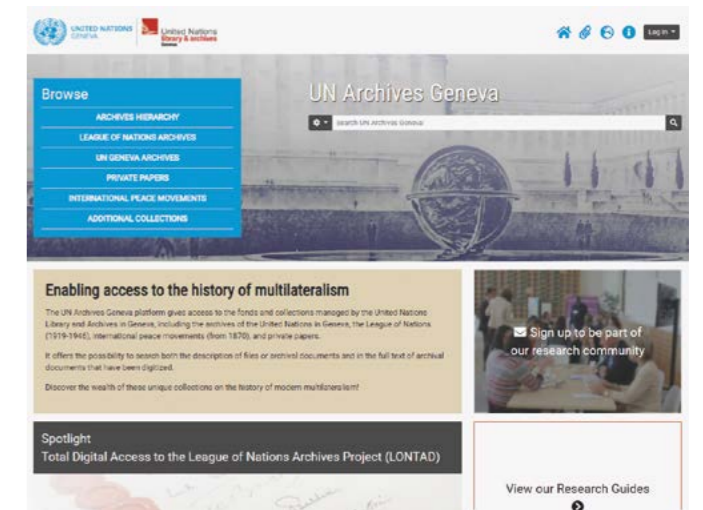 UNITED NATIONS
GENEVA
United Nations
library & archives
Geneva
Log in
Browse
ARCHIVES HIERARCHY
LEAGUE OF NATIONS ARCHIVES
UN GENEVA ARCHIVES
PRIVATE PAPERS
INTERNATIONAL PEACE MOVEMENTS
ADDITIONAL COLLECTIONS
UN Archives Geneva
Search UN Archives Geneva
Enabling access to the history of multilateralism
The UN Archives Geneva platform gives access to the fonds and collections managed by the United Nations
Library and Archives in Geneva, including the archives of the United Nations in Geneva, the League of Nations
(1919-1946), international peace movements (from 1870), and private papers.
It offers the possibility to search both the description of files or archival documents and in the full text of archival
documents that have been digitized.
Discover the wealth of these unique collections on the history of modern multilateralism!
Sign up to be part of
our research community
Spotlight
Total Digital Access to the League of Nations Archives Project (LONTAD)
View our Research Guides